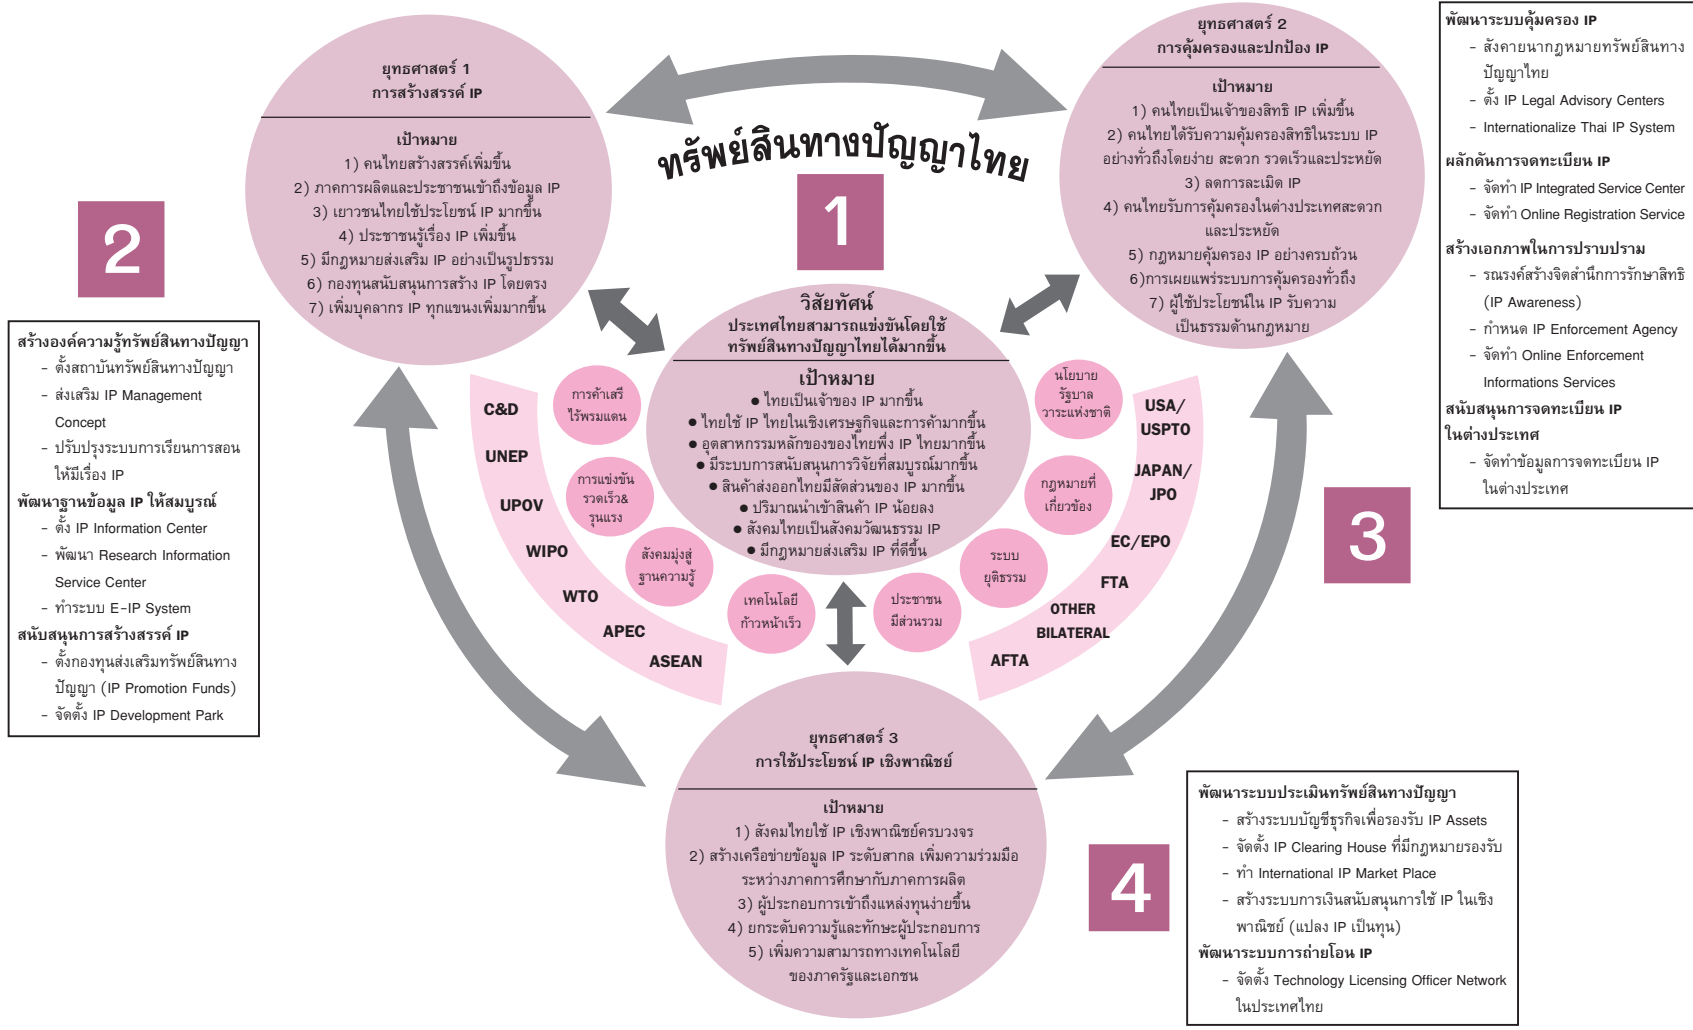 ทรัพย์สินทางปัญญาไทย
1
วิสัยทัศน์
ประเทศไทยสามารถแข่งขันโดยใช้
ทรัพย์สินทางปัญญาไทยได้มากขึ้น
เป้าหมาย
● ไทยเป็นเจ้าของ IP มากขึ้น
● ไทยใช้ IP ไทยในเชิงเศรษฐกิจและการค้ามากขึ้น
● อุตสาหกรรมหลักของของไทยพึ่ง IP ไทยมากขึ้น
● มีระบบการสนับสนุนการวิจัยที่สมบูรณ์มากขึ้น
● สินค้าส่งออกไทยมีสัดส่วนของ IP มากขึ้น
● ปริมาณนำเข้าสินค้า IP น้อยลง
● สังคมไทยเป็นสังคมวัฒนธรรม IP
● มีกฎหมายส่งเสริม IP ที่ดีขึ้น
ยุทธศาสตร์ 1
การสร้างสรรค์ IP
เป้าหมาย
1) คนไทยสร้างสรรค์เพิ่มขึ้น
2) ภาคการผลิตและประชาชนเข้าถึงข้อมูล IP
3) เยาวชนไทยใช้ประโยชน์ IP มากขึ้น
4) ประชาชนรู้เรื่อง IP เพิ่มขึ้น
5) มีกฎหมายส่งเสริม IP อย่างเป็นรูปธรรม
6) กองทุนสนับสนุนการสร้าง IP โดยตรง
7) เพิ่มบุคลากร IP ทุกแขนงเพิ่มมากขึ้น
2
สร้างองค์ความรู้ทรัพย์สินทางปัญญา
- ตั้งสถาบันทรัพย์สินทางปัญญา
- ส่งเสริม IP Management
Concept
- ปรับปรุงระบบการเรียนการสอน
ให้มีเรื่อง IP
พัฒนาฐานข้อมูล IP ให้สมบูรณ์
- ตั้ง IP Information Center
- พัฒนา Research Information
Service Center
- ทำระบบ E-IP System
สนับสนุนการสร้างสรรค์ IP
- ตั้งกองทุนส่งเสริมทรัพย์สินทาง
ปัญญา (IP Promotion Funds)
- จัดตั้ง IP Development Park
C&D
UNEP
UPOV
WIPO
WTO
APEC
ASEAN
การค้าเสรี
ไร้พรมแดน
การแข่งขัน
รวดเร็ว&
รุนแรง
สังคมมุ่งสู่
ฐานความรู้
เทคโนโลยี
ก้าวหน้าเร็ว
ประชาชน
มีส่วนรวม
ระบบ
ยุติธรรม
กฎหมายที่
เกี่ยวข้อง
นโยบาย
รัฐบาล
วาระแห่งชาติ
USA/
USPTO
JAPAN/
JPO
EC/EPO
FTA
OTHER
BILATERAL
AFTA
ยุทธศาสตร์ 2
การคุ้มครองและปกป้อง IP
เป้าหมาย
1) คนไทยเป็นเจ้าของสิทธิ IP เพิ่มขึ้น
2) คนไทยได้รับความคุ้มครองสิทธิในระบบ IP
อย่างทั่วถึงโดยง่าย สะดวก รวดเร็วและประหยัด
3) ลดการละเมิด IP
4) คนไทยรับการคุ้มครองในต่างประเทศสะดวก
และประหยัด
5) กฎหมายคุ้มครอง IP อย่างครบถ้วน
6)การเผยแพร่ระบบการคุ้มครองทั่วถึง
7) ผู้ใช้ประโยชน์ใน IP รับความ
เป็นธรรมด้านกฎหมาย
3
พัฒนาระบบคุ้มครอง IP
- สังคายนากฎหมายทรัพย์สินทาง
ปัญญาไทย
- ตั้ง IP Legal Advisory Centers
- Internationalize Thai IP System
ผลักดันการจดทะเบียน IP
- จัดทำ IP Integrated Service Center
- จัดทำ Online Registration Service
สร้างเอกภาพในการปราบปราม
- รณรงค์สร้างจิตสำนึกการรักษาสิทธิ
(IP Awareness)
- กำหนด IP Enforcement Agency
- จัดทำ Online Enforcement
Informations Services
สนับสนุนการจดทะเบียน IP
ในต่างประเทศ
- จัดทำข้อมูลการจดทะเบียน IP
ในต่างประเทศ
ยุทธศาสตร์ 3
การใช้ประโยชน์ IP เชิงพาณิชย์
เป้าหมาย
1) สังคมไทยใช้ IP เชิงพาณิชย์ครบวงจร
2) สร้างเครือข่ายข้อมูล IP ระดับสากล เพิ่มความร่วมมือ
ระหว่างภาคการศึกษากับภาคการผลิต
3) ผู้ประกอบการเข้าถึงแหล่งทุนง่ายขึ้น
4) ยกระดับความรู้และทักษะผู้ประกอบการ
5) เพิ่มความสามารถทางเทคโนโลยี
ของภาครัฐและเอกชน
4
พัฒนาระบบประเมินทรัพย์สินทางปัญญา
- สร้างระบบบัญชีธุรกิจเพื่อรองรับ IP Assets
- จัดตั้ง IP Clearing House ที่มีกฎหมายรองรับ
- ทำ International IP Market Place
- สร้างระบบการเงินสนับสนุนการใช้ IP ในเชิง
พาณิชย์ (แปลง IP เป็นทุน)
พัฒนาระบบการถ่ายโอน IP
- จัดตั้ง Technology Licensing Officer Network
ในประเทศไทย